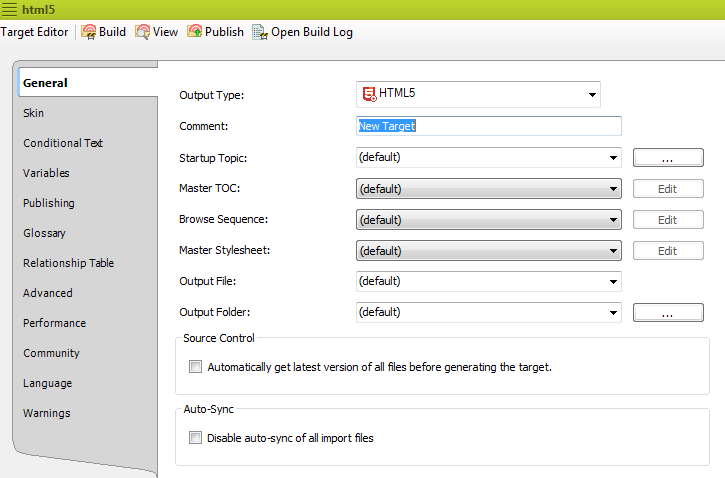 html5
Target Editor Build View Publish Open Build Log
General
Skin
Conditional Text
Variables
Publishing
Glossary
Relationship Table
Advanced
Performance
Community
Language
Warnings
Output Type: HTML5
Comment: New Target
Startup Topic: (default) ...
Master TOC: (default) Edit
Browse Sequence: (default) Edit
Master Stylesheet: (default) Edit
Output File: (default)
Output Folder: (default) ...
Source Control
Automatically get latest version of all files before generating the target.
Auto-Sync
Disable auto-sync of all import files